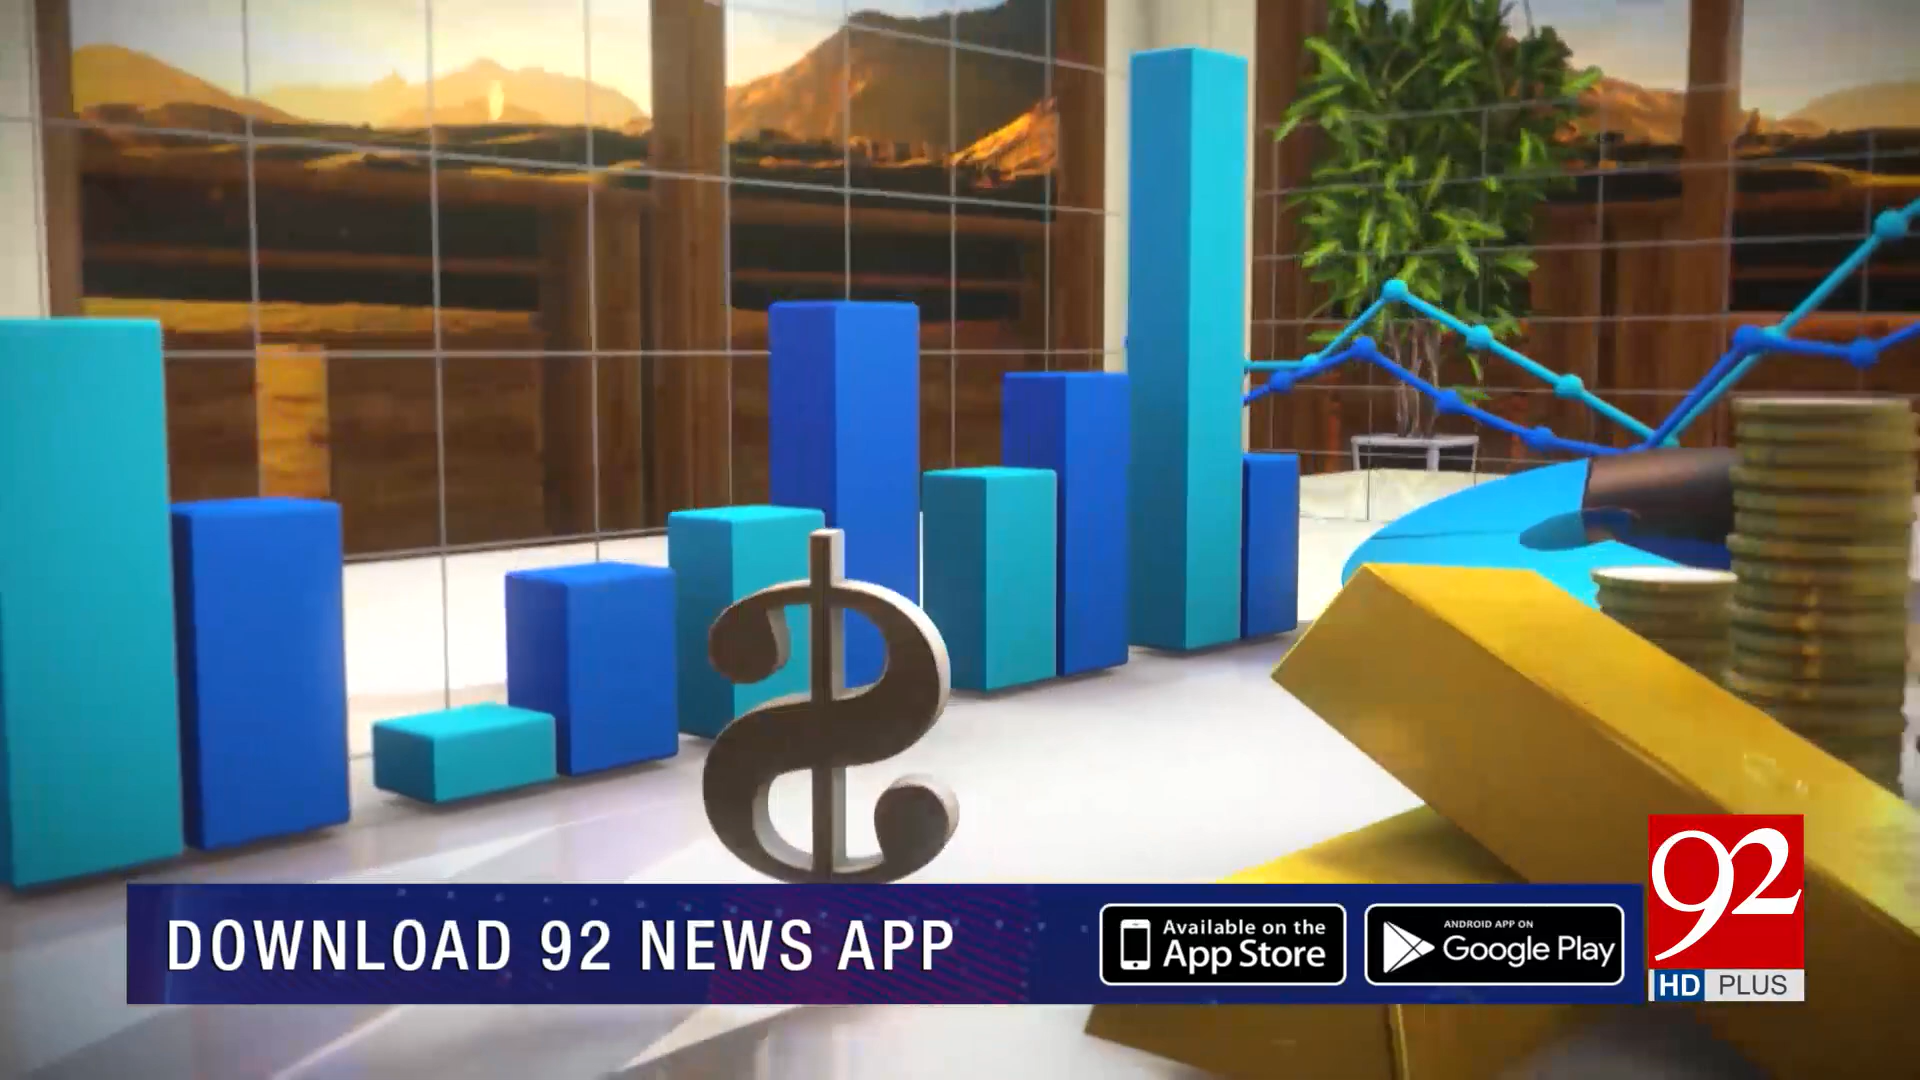 DOWNLOAD 92 NEWS APP
Available on the
App Store
ANDROID APP ON
Google Play
92
HD PLUS